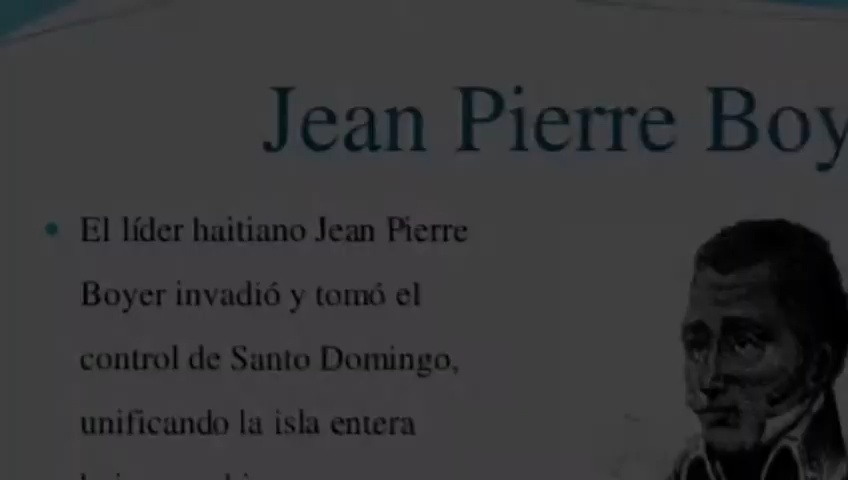 Jean Pierre Boy
El líder haitiano Jean Pierre
Boyer invadió y tomó el
control de Santo Domingo,
unificando la isla entera